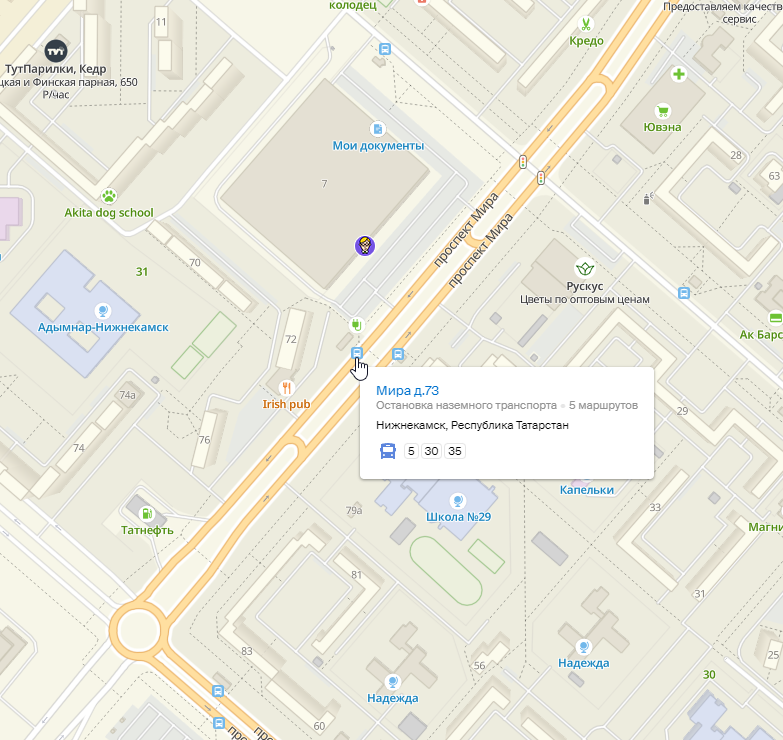 колодец
Предоставляем качеств
сервис.
11
Кредо
ТУТ
ТутПарилки, Кедр
цкая и Финская парная, 650
Р/час
Мои документы
Ювэна
28
63
7
Akita dog school
проспект Мира
проспект Мира
70
31
Рускус
Цветы по оптовым ценам
Адымнар-Нижнекамск
72
Ак Барс
Irish pub
Мира д.73
Остановка наземного транспорта • 5 маршрутов
Нижнекамск, Республика Татарстан
5 30 35
74а
29
76
74
Капельки
79а
Школа №29
33
Татнефть
Магни
81
31
83
56
Надежда
25
30
Надежда
60